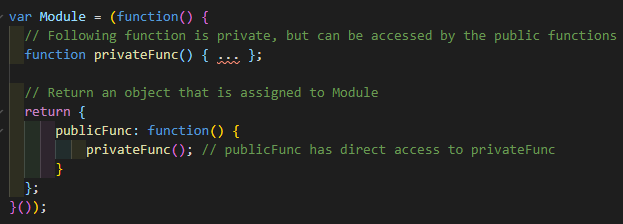 var Module = (function() {
  // Following function is private, but can be accessed by the public functions
  function privateFunc() { ... };

  // Return an object that is assigned to Module
  return {
      publicFunc: function() {
          privateFunc(); // publicFunc has direct access to privateFunc
      }
  };
}());